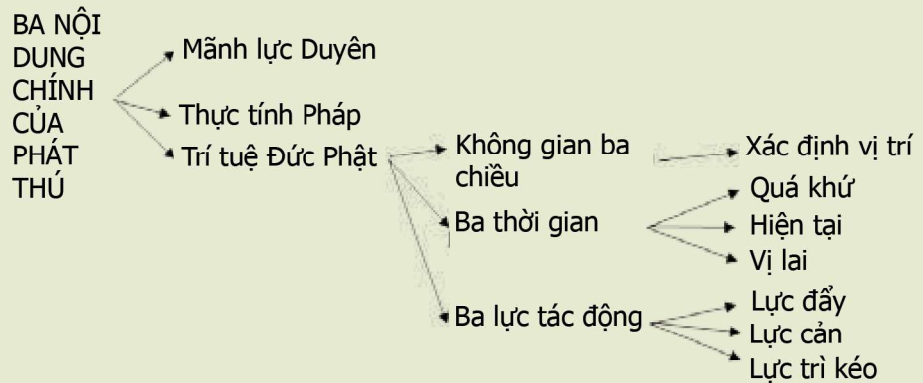 BA NỘI
DUNG
CHÍNH
CỦA
PHÁT
THÚ
Mãnh lực Duyên
Thực tính Pháp
Trí tuệ Đức Phật
Không gian ba
chiều
Ba thời gian
Ba lực tác động
Xác định vị trí
Quá khứ
Hiện tại
Vị lai
Lực đẩy
Lực cản
Lực trì kéo